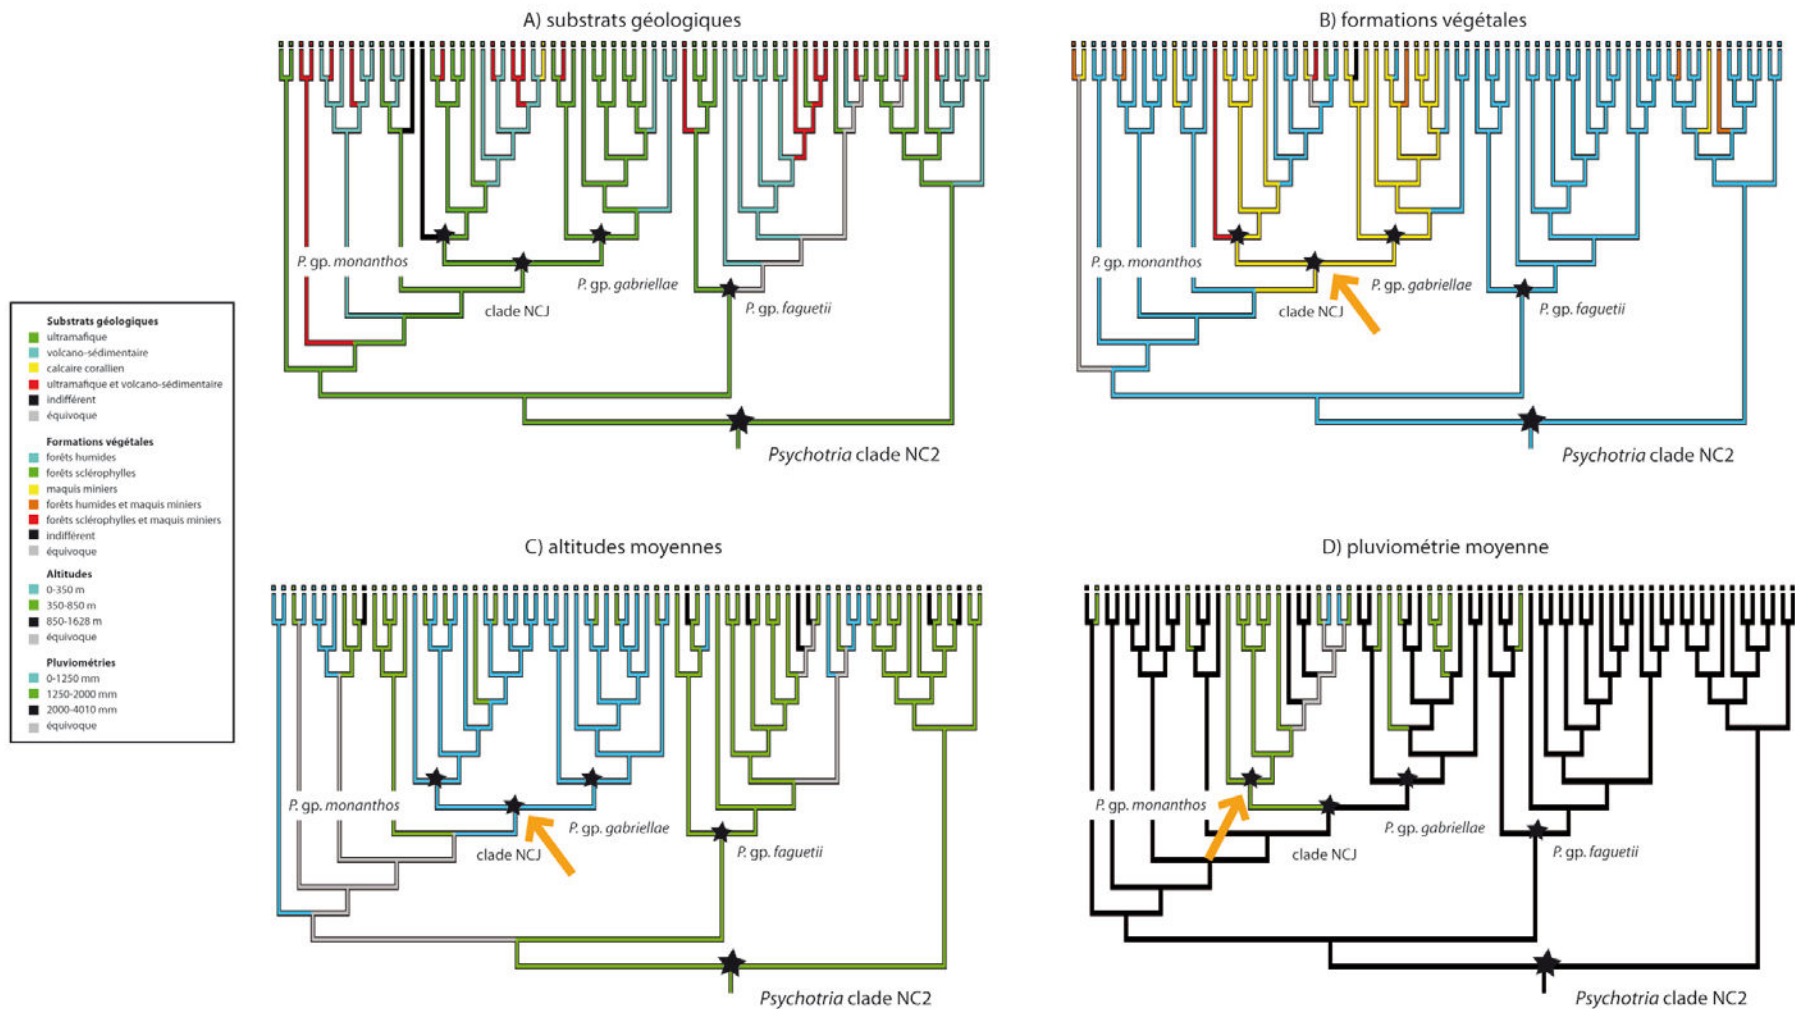 A) substrats géologiques
P. gp. monanthos
clade NCJ
P. gp. gabriellae
P. gp. faguetii
Psychotria clade NC2
B) formations végétales
P. gp. monanthos
clade NCJ
P. gp. gabriellae
P. gp. faguetii
Psychotria clade NC2
Substrats géologiques
ultramafique
volcano-sédimentaire
calcaire corallien
ultramafique et volcano-sédimentaire
indifférent
équivoque
Formations végétales
forêts humides
forêts sclérophylles
maquis miniers
forêts humides et maquis miniers
forêts sclérophylles et maquis miniers
indifférent
équivoque
Altitudes
0-350 m
350-850 m
850-1628 m
équivoque
Pluviométries
0-1250 mm
1250-2000 mm
2000-4010 mm
équivoque
C) altitudes moyennes
P. gp. monanthos
clade NCJ
P. gp. gabriellae
P. gp. faguetii
Psychotria clade NC2
D) pluviométrie moyenne
P. gp. monanthos
clade NCJ
P. gp. gabriellae
P. gp. faguetii
Psychotria clade NC2